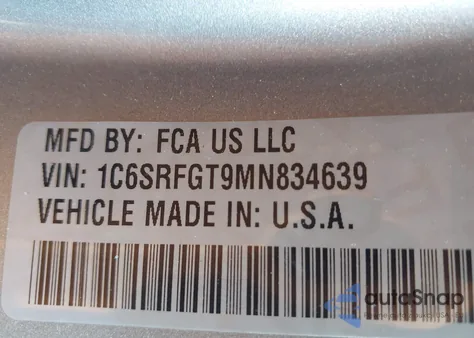 MFD BY: FCA US LLC
VIN: 1C6SRFGT9MN834639
VEHICLE MADE IN: U.S.A.
autoSnap